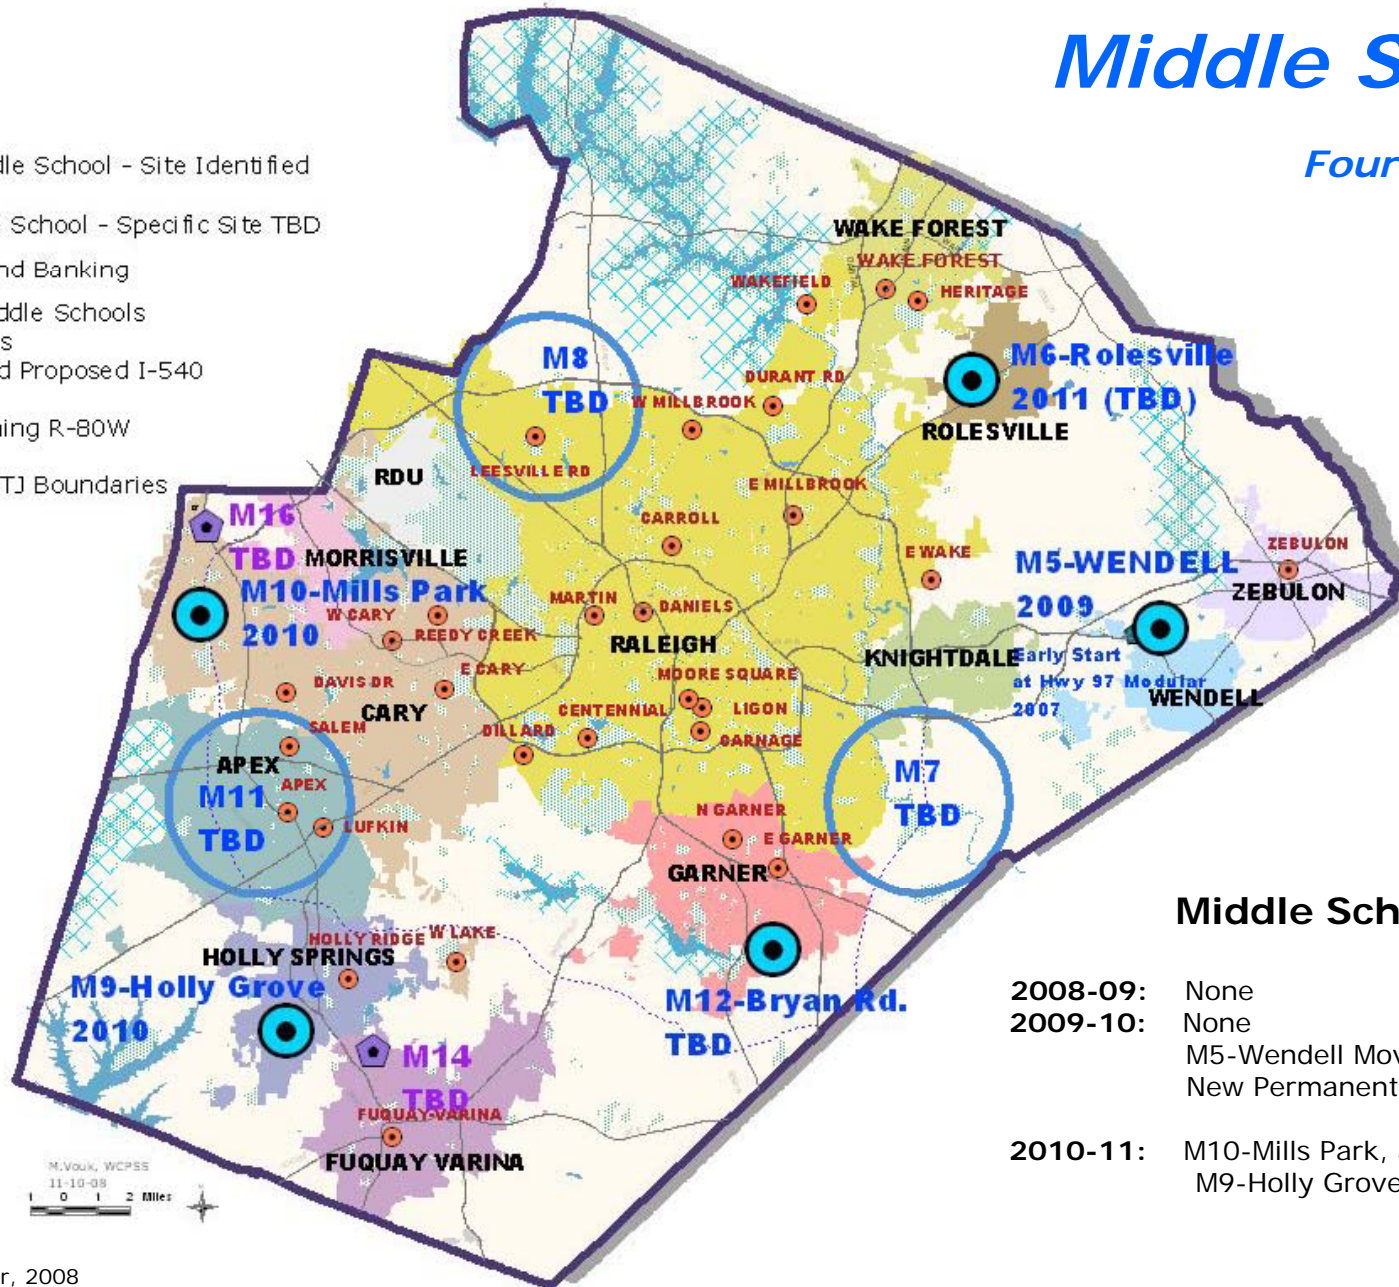 Middle S
Four
dle School - Site Identified
School - Specific Site TBD
nd Banking
ddle Schools
s
d Proposed I-540
ning R-80W
TJ Boundaries
WAKE FOREST
WAKE FOREST
WAKEFIELD
HERITAGE
M8
TBD
M6-Rolesville
2011 (TBD)
DURANT RD
W MILLBROOK
ROLESVILLE
LEESVILLE RD
RDU
E MILLBROOK
CARROLL
M16
TBD
MORRISVILLE
E WAKE
M5-WENDELL
2009
ZEBULON
ZEBULON
M10-Mills Park
2010
W CARY
REEDY CREEK
MARTIN
DANIELS
RALEIGH
KNIGHTDALE
Early Start
at Hwy 97 Modular
2007
WENDELL
E CARY
MOORE SQUARE
DAVIS DR
CARY
CENTENNIAL
LIGON
SALEM
DILLARD
CARNAGE
APEX
M11
TBD
APEX
LUFKIN
M7
TBD
N GARNER
E GARNER
GARNER
HOLLY RIDGE
W LAKE
HOLLY SPRINGS
M9-Holly Grove
2010
M12-Bryan Rd.
TBD
M14
TBD
FUQUAY-VARINA
FUQUAY VARINA
Middle Sch
2008-09: None
2009-10: None
M5-Wendell Mov
New Permanent
2010-11: M10-Mills Park,
M9-Holly Grove
M.Vouk, WCPSS
11-10-08
1 0 1 2 Miles
r, 2008